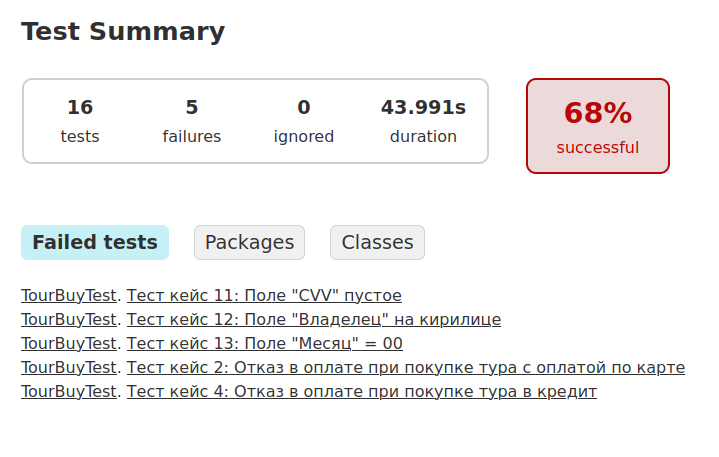 Test Summary
16 5 0 43.991s
tests failures ignored duration
68%
successful
Failed tests Packages Classes
TourBuyTest. Тест кейс 11: Поле "CVV" пустое
TourBuyTest. Тест кейс 12: Поле "Владелец" на кирилице
TourBuyTest. Тест кейс 13: Поле "Месяц" = 00
TourBuyTest. Тест кейс 2: Отказ в оплате при покупке тура с оплатой по карте
TourBuyTest. Тест кейс 4: Отказ в оплате при покупке тура в кредит